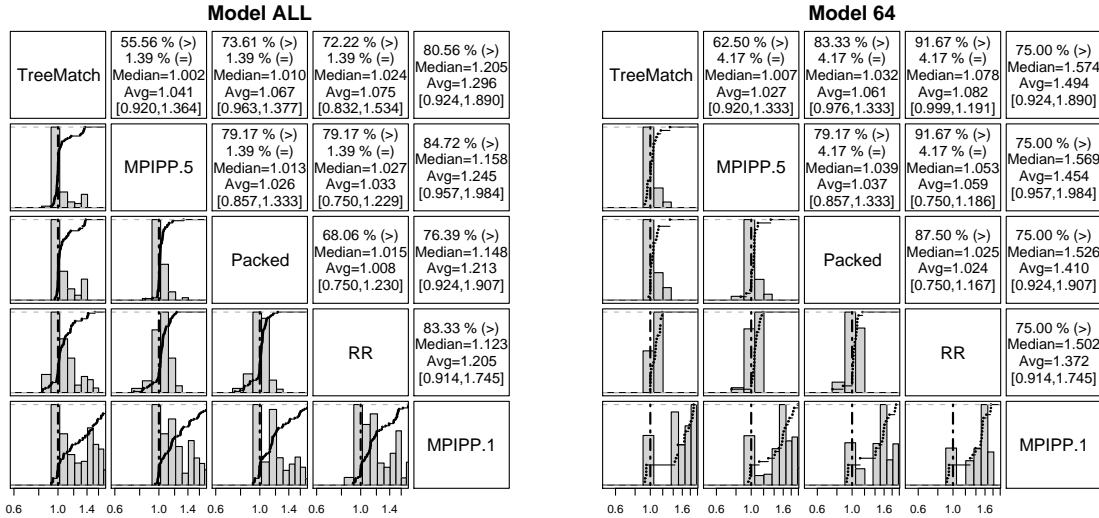 Model ALL
TreeMatch
55.56 % (>)
1.39 % (=)
Median=1.002
Avg=1.041
[0.920,1.364]
73.61 % (>)
1.39 % (=)
Median=1.010
Avg=1.067
[0.963,1.377]
72.22 % (>)
1.39 % (=)
Median=1.024
Avg=1.075
[0.832,1.534]
80.56 % (>)
Median=1.205
Avg=1.296
[0.924,1.890]
MPIPP.5
79.17 % (>)
1.39 % (=)
Median=1.013
Avg=1.026
[0.857,1.333]
79.17 % (>)
1.39 % (=)
Median=1.027
Avg=1.033
[0.750,1.229]
84.72 % (>)
Median=1.158
Avg=1.245
[0.957,1.984]
Packed
68.06 % (>)
Median=1.015
Avg=1.008
[0.750,1.230]
76.39 % (>)
Median=1.148
Avg=1.213
[0.924,1.907]
RR
83.33 % (>)
Median=1.123
Avg=1.205
[0.914,1.745]
MPIPP.1
0.6 1.0 1.4
0.6 1.0 1.4
0.6 1.0 1.4
0.6 1.0 1.4
Model 64
TreeMatch
62.50 % (>)
4.17 % (=)
Median=1.007
Avg=1.027
[0.920,1.333]
83.33 % (>)
4.17 % (=)
Median=1.032
Avg=1.061
[0.976,1.333]
91.67 % (>)
4.17 % (=)
Median=1.078
Avg=1.082
[0.999,1.191]
75.00 % (>)
Median=1.574
Avg=1.494
[0.924,1.890]
MPIPP.5
79.17 % (>)
4.17 % (=)
Median=1.039
Avg=1.037
[0.857,1.333]
91.67 % (>)
4.17 % (=)
Median=1.053
Avg=1.059
[0.750,1.186]
75.00 % (>)
Median=1.569
Avg=1.454
[0.957,1.984]
Packed
87.50 % (>)
Median=1.025
Avg=1.024
[0.750,1.167]
75.00 % (>)
Median=1.526
Avg=1.410
[0.924,1.907]
RR
75.00 % (>)
Median=1.502
Avg=1.372
[0.914,1.745]
MPIPP.1
0.6 1.0 1.6
0.6 1.0 1.6
0.6 1.0 1.6
0.6 1.0 1.6